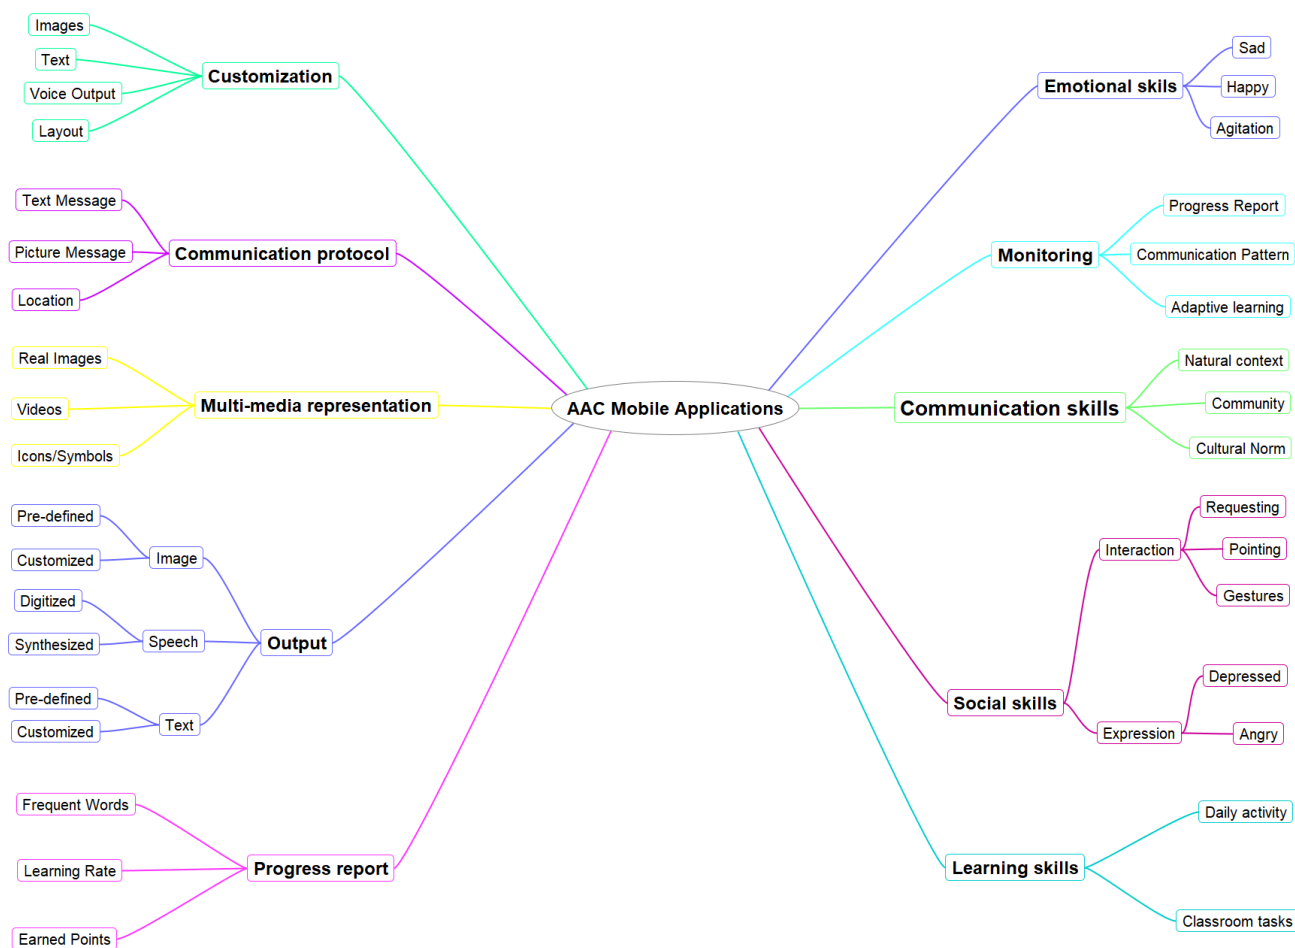 Images
Text
Voice Output
Layout
Customization
Text Message
Picture Message
Location
Communication protocol
Real Images
Videos
Icons/Symbols
Multi-media representation
Pre-defined
Customized
Image
Digitized
Synthesized
Speech
Pre-defined
Customized
Text
Output
Frequent Words
Learning Rate
Earned Points
Progress report
AAC Mobile Applications
Emotional skils
Sad
Happy
Agitation
Monitoring
Progress Report
Communication Pattern
Adaptive learning
Communication skills
Natural context
Community
Cultural Norm
Social skills
Interaction
Requesting
Pointing
Gestures
Expression
Depressed
Angry
Learning skills
Daily activity
Classroom tasks